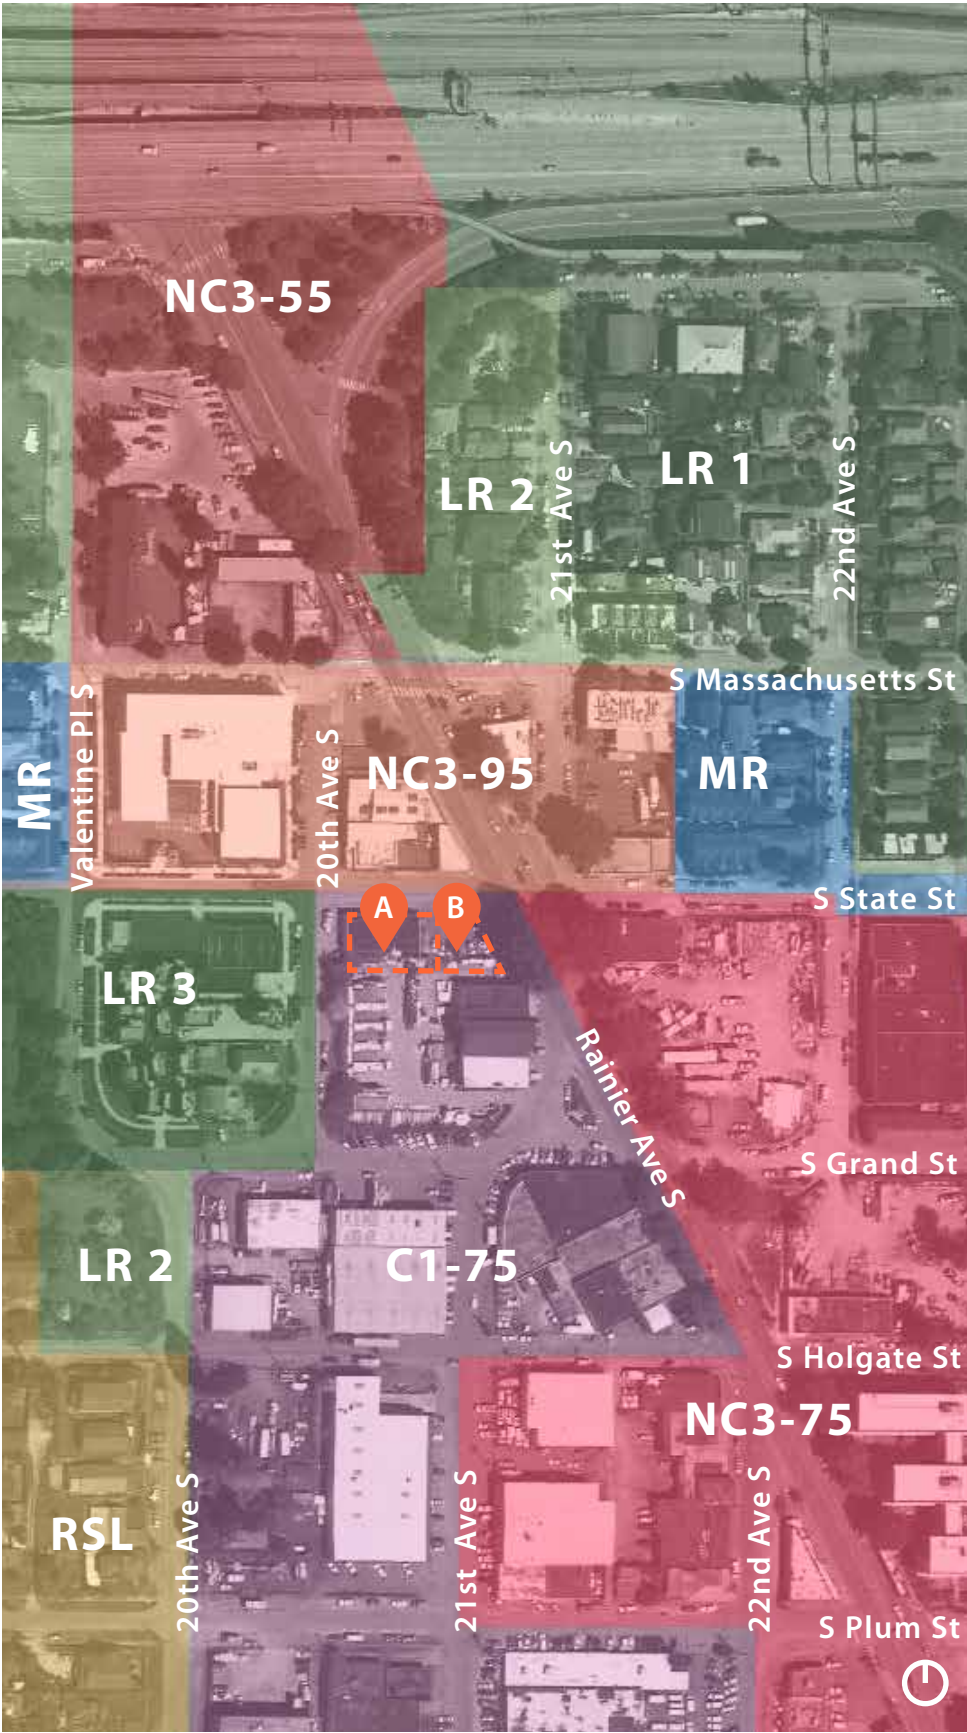 NC3-55
LR 2
21st Ave S
LR 1
22nd Ave S
S Massachusetts St
MR
Valentine Pl S
20th Ave S
NC3-95
MR
S State St
A
B
LR 3
Rainier Ave S
S Grand St
LR 2
C1-75
S Holgate St
NC3-75
RSL
20th Ave S
21st Ave S
22nd Ave S
S Plum St